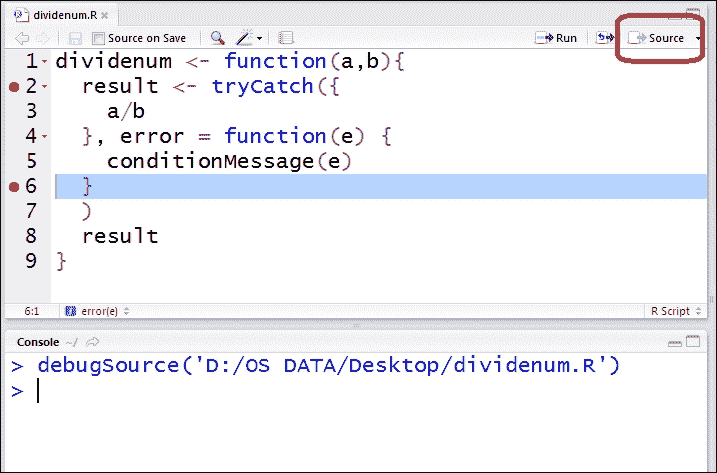 dividenum.R
Source on Save Run Source
1 dividenum <- function(a,b){
2   result <- tryCatch({
3     a/b
4   }, error = function(e) {
5     conditionMessage(e)
6   }
7   )
8   result
9 }
6:1 error(e) R Script
Console ~/
> debugSource('D:/OS DATA/Desktop/dividenum.R')
>